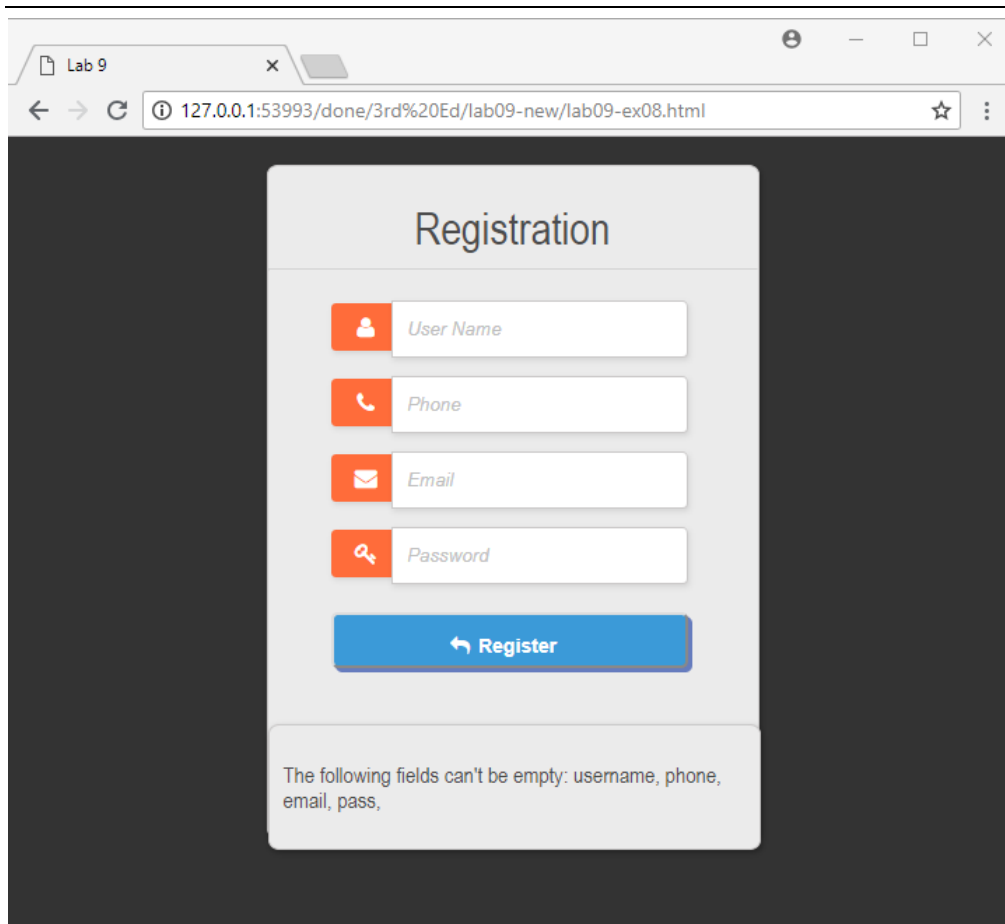 Lab 9
127.0.0.1:53993/done/3rd%20Ed/lab09-new/lab09-ex08.html
Registration
User Name
Phone
Email
Password
Register
The following fields can't be empty: username, phone,
email, pass,